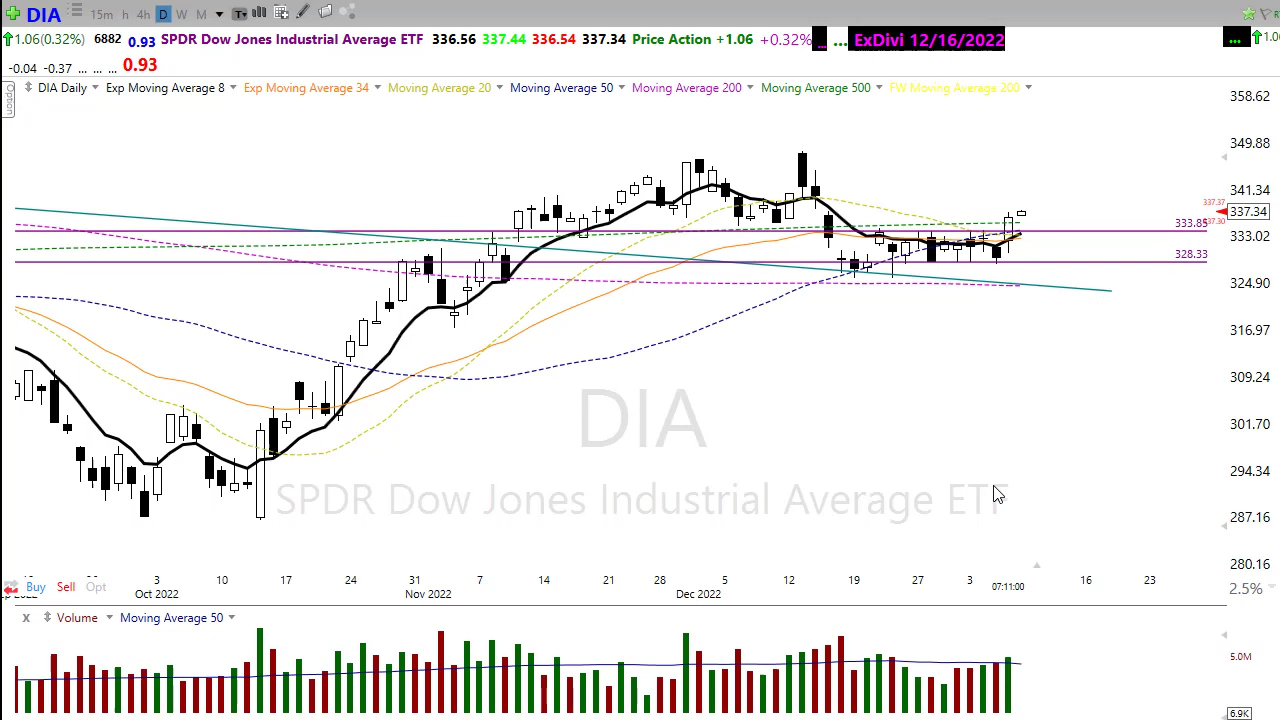 DIA 15m h 4h D W M T
1.06(0.32%) 6882 0.93 SPDR Dow Jones Industrial Average ETF 336.56 337.44 336.54 337.34 Price Action +1.06 +0.32% ... ... ExDivi 12/16/2022 ... 1.06
-0.04 -0.37 ... ... ... 0.93
Option DIA Daily Exp Moving Average 8 Exp Moving Average 34 Moving Average 20 Moving Average 50 Moving Average 200 Moving Average 500 FW Moving Average 200
358.62
349.88
341.34
337.37
337.34
337.30
333.85
333.02
328.33
324.90
316.97
309.24
301.70
294.34
287.16
280.16
DIA
SPDR Dow Jones Industrial Average ETF
Buy Sell Opt
3 10 17 24 31 7 14 21 28 5 12 19 27 3 07:11:00 16 23
Oct 2022 Nov 2022 Dec 2022
2.5%
x Volume Moving Average 50
5.0M
6.9K